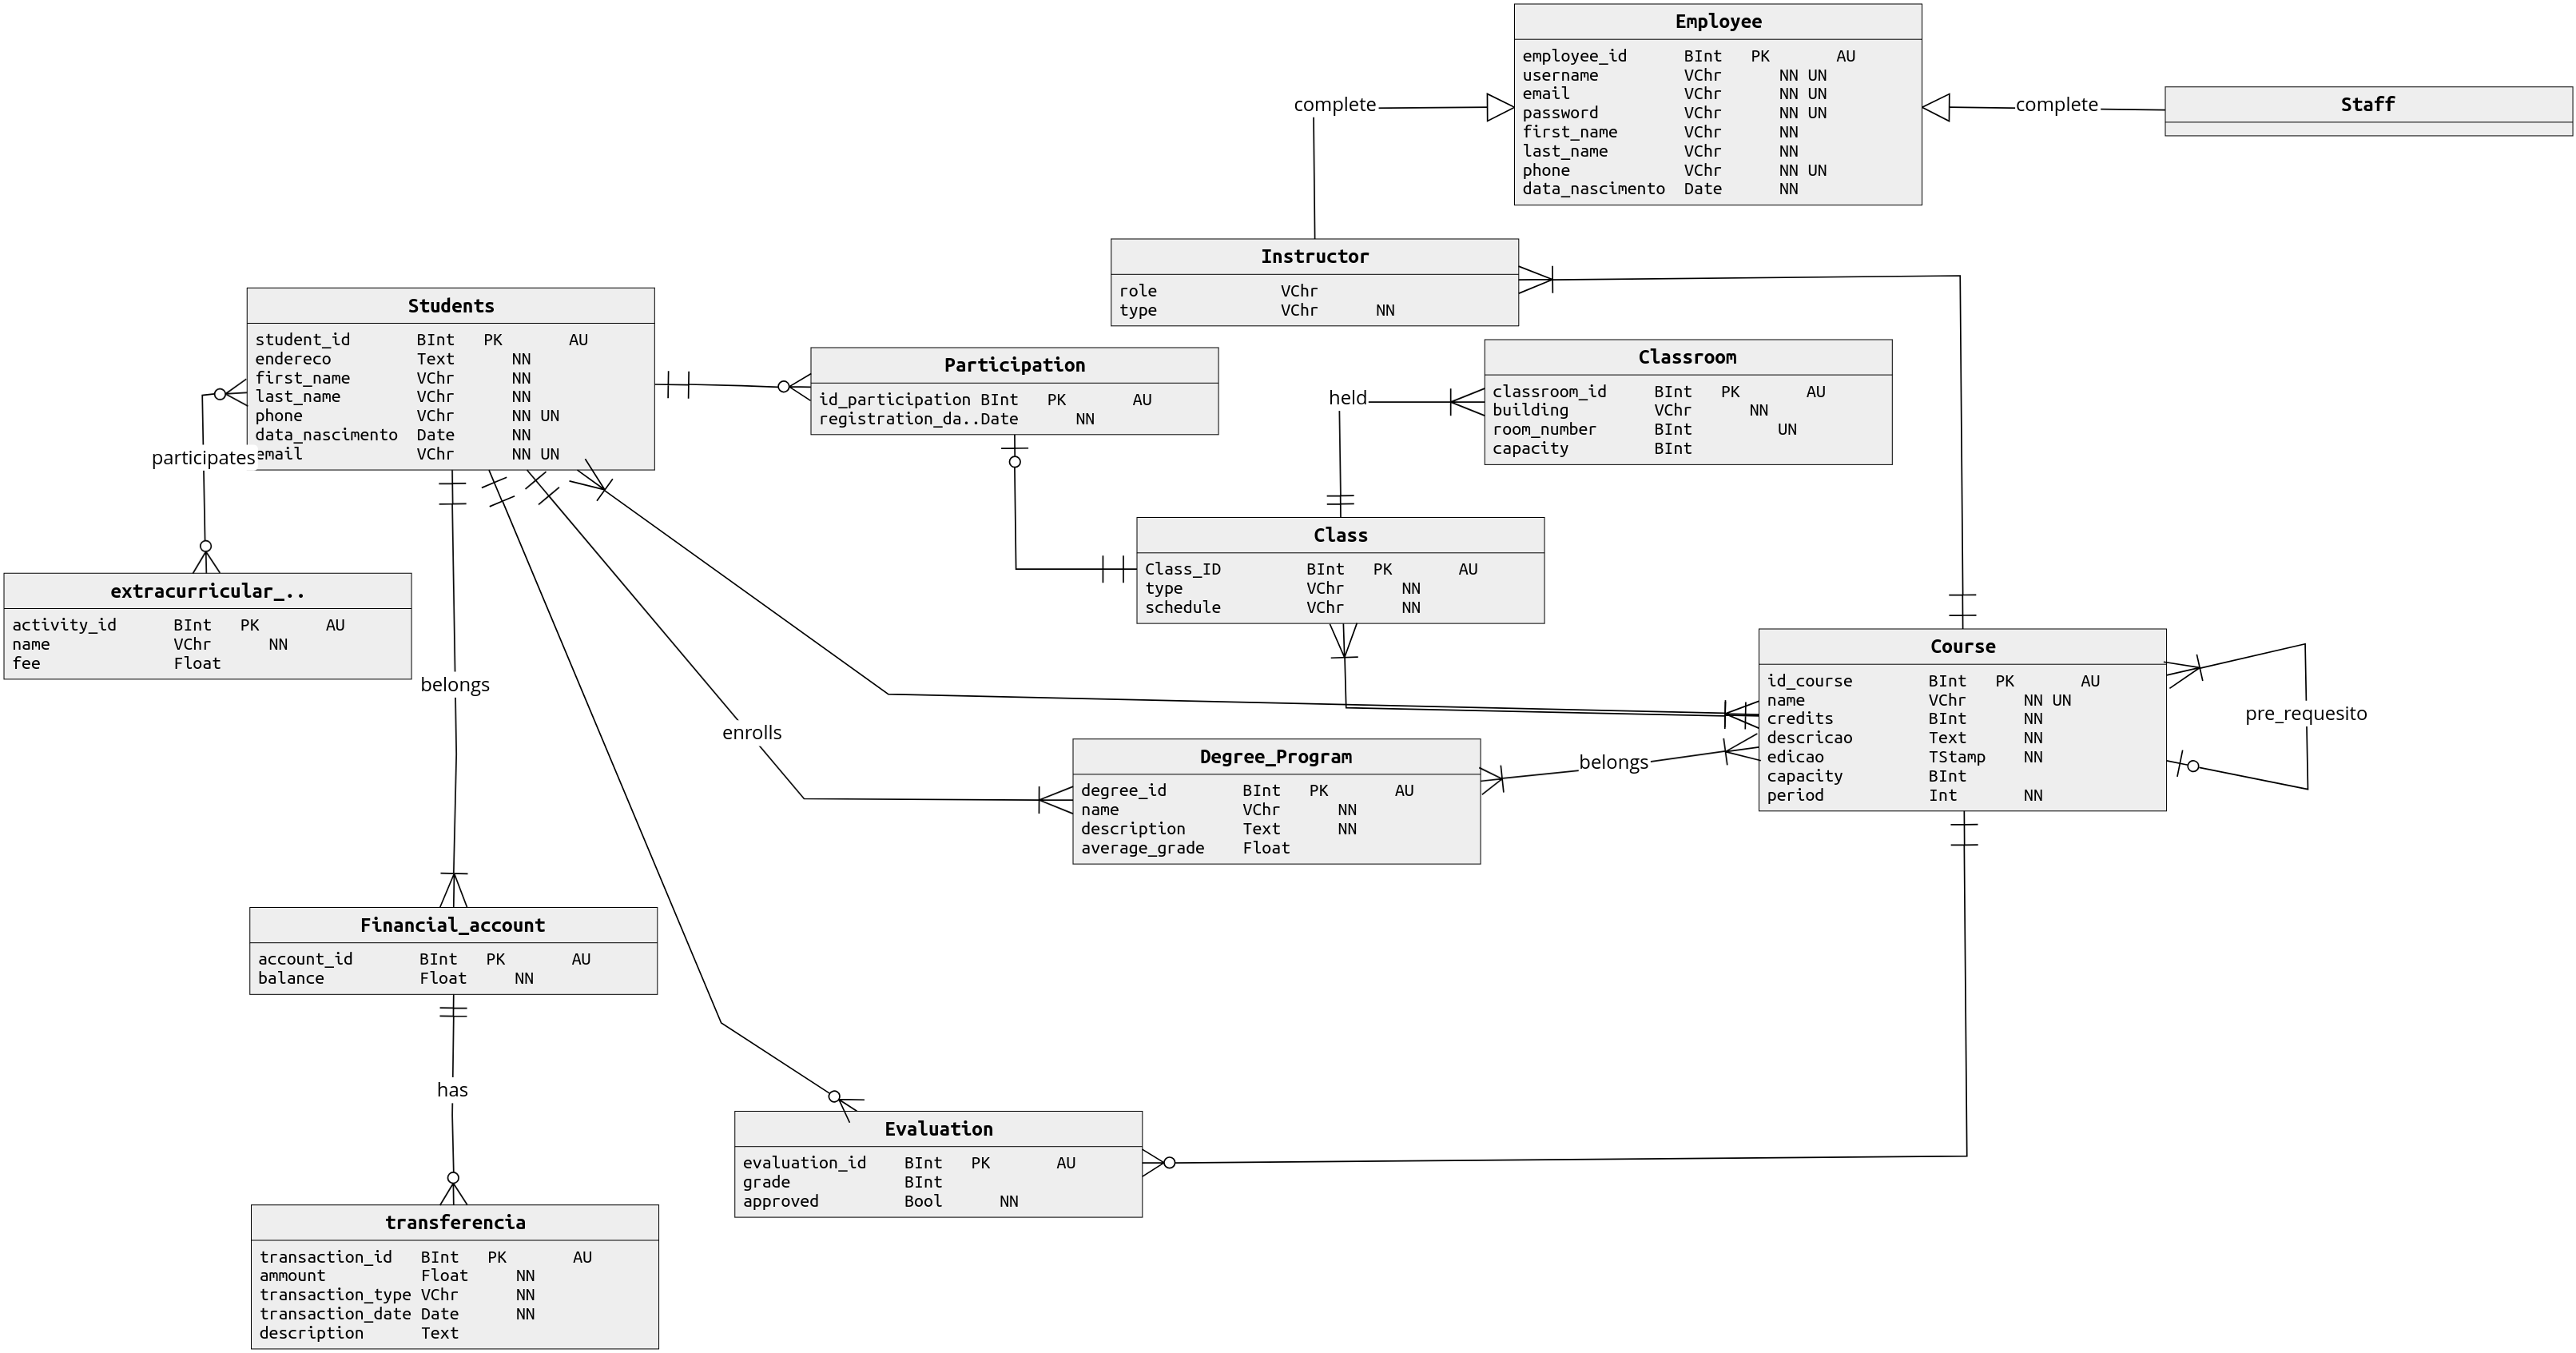 Employee
employee_id BInt PK AU
username VChr NN UN
email VChr NN UN
password VChr NN UN
first_name VChr NN
last_name VChr NN
phone VChr NN UN
data_nascimento Date NN
complete
complete
Staff
Instructor
role VChr
type VChr NN
Students
student_id BInt PK AU
endereco Text NN
first_name VChr NN
last_name VChr NN
phone VChr NN UN
data_nascimento Date NN
email VChr NN UN
participates
Participation
id_participation BInt PK AU
registration_da..Date NN
held
Classroom
classroom_id BInt PK AU
building VChr NN
room_number BInt UN
capacity BInt
Class
Class_ID BInt PK AU
type VChr NN
schedule VChr NN
extracurricular_..
activity_id BInt PK AU
name VChr NN
fee Float
belongs
enrolls
Course
id_course BInt PK AU
name VChr NN UN
credits BInt NN
descricao Text NN
edicao TStamp NN
capacity BInt
period Int NN
pre_requesito
Degree_Program
degree_id BInt PK AU
name VChr NN
description Text NN
average_grade Float
belongs
Financial_account
account_id BInt PK AU
balance Float NN
has
Evaluation
evaluation_id BInt PK AU
grade BInt
approved Bool NN
transferencia
transaction_id BInt PK AU
ammount Float NN
transaction_type VChr NN
transaction_date Date NN
description Text